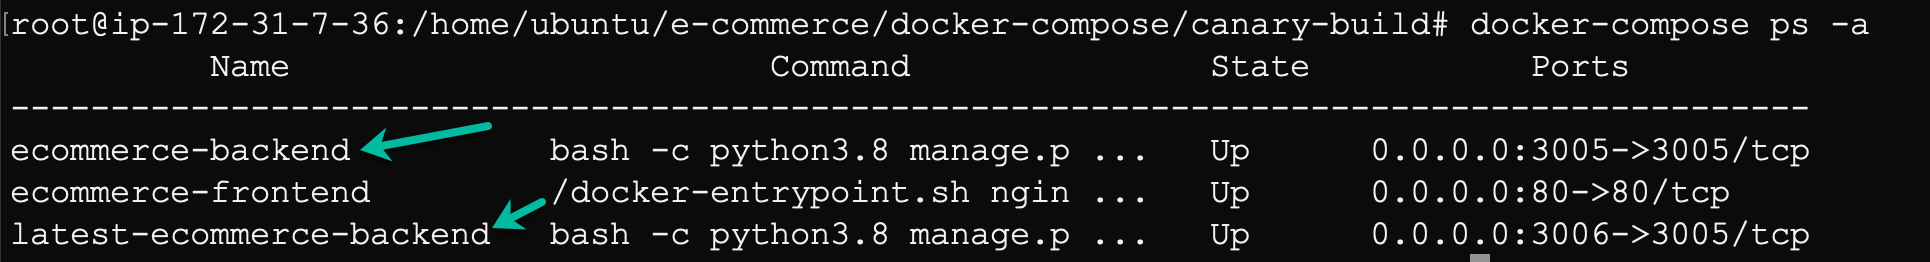 [root@ip-172-31-7-36:/home/ubuntu/e-commerce/docker-compose/canary-build# docker-compose ps -a
Name Command State Ports
------------------------------------------------------------------------------------------
ecommerce-backend bash -c python3.8 manage.p ... Up 0.0.0.0:3005->3005/tcp
ecommerce-frontend /docker-entrypoint.sh ngin ... Up 0.0.0.0:80->80/tcp
latest-ecommerce-backend bash -c python3.8 manage.p ... Up 0.0.0.0:3006->3005/tcp